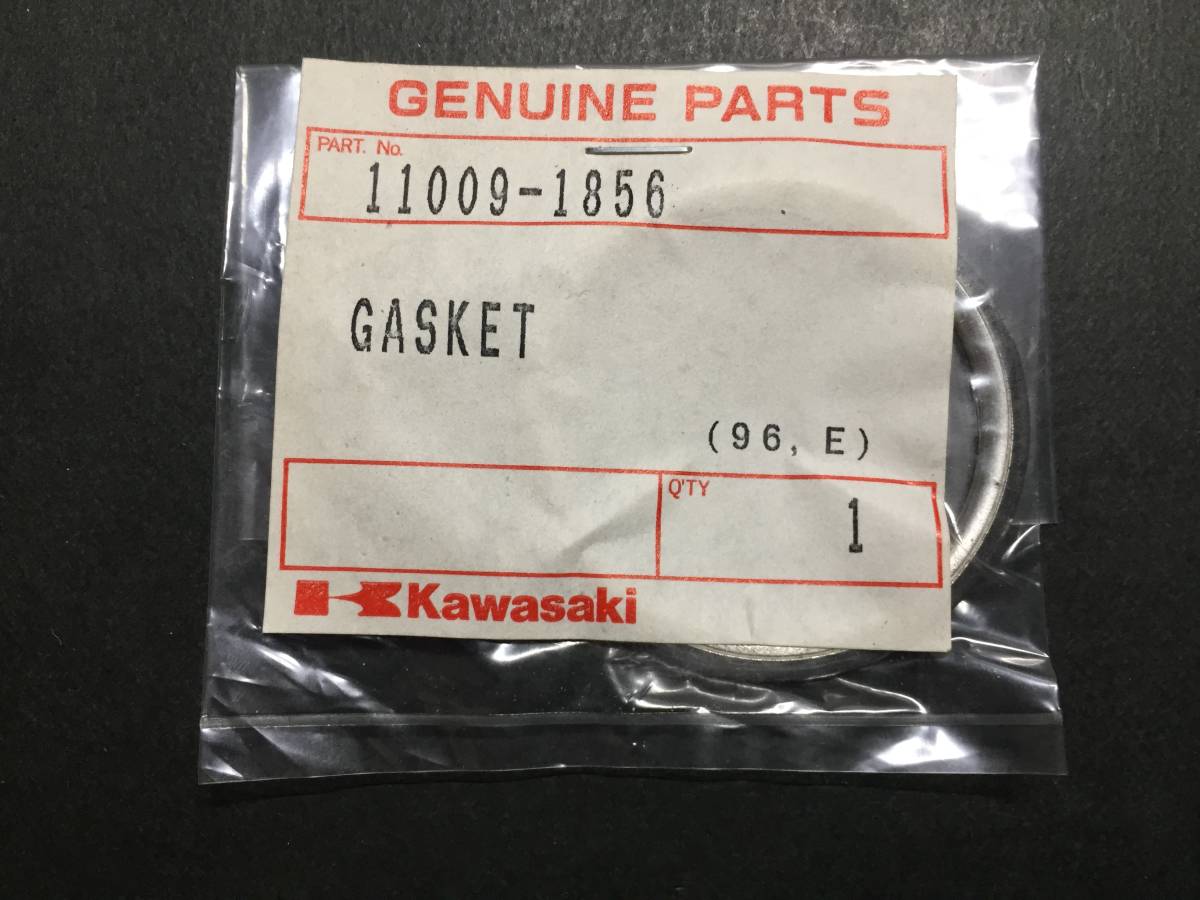 GENUINE PARTS
PART. No.
11009-1856
GASKET
(96, E)
Q'TY
1
Kawasaki